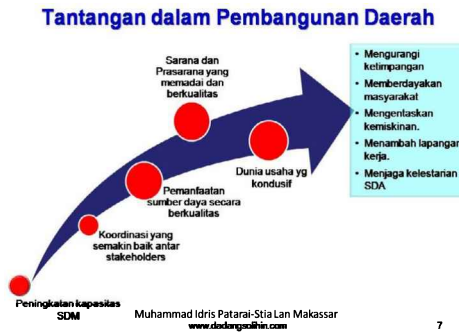 Tantangan dalam Pembangunan Daerah
Sarana dan
Prasarana yang
memadai dan
berkualitas
• Mengurangi
ketimpangan
• Memberdayakan
masyarakat
• Mengentaskan
kemiskinan.
• Menambah lapangan
kerja.
• Menjaga kelestarian
SDA
Dunia usaha yg
kondusif
Pemanfaatan
sumber daya secara
berkualitas
Koordinasi yang
semakin baik antar
stakeholders
Peningkatan kapasitas
SDM
Muhammad Idris Patarai-Stia Lan Makassar
www.dadangsolihin.com
7